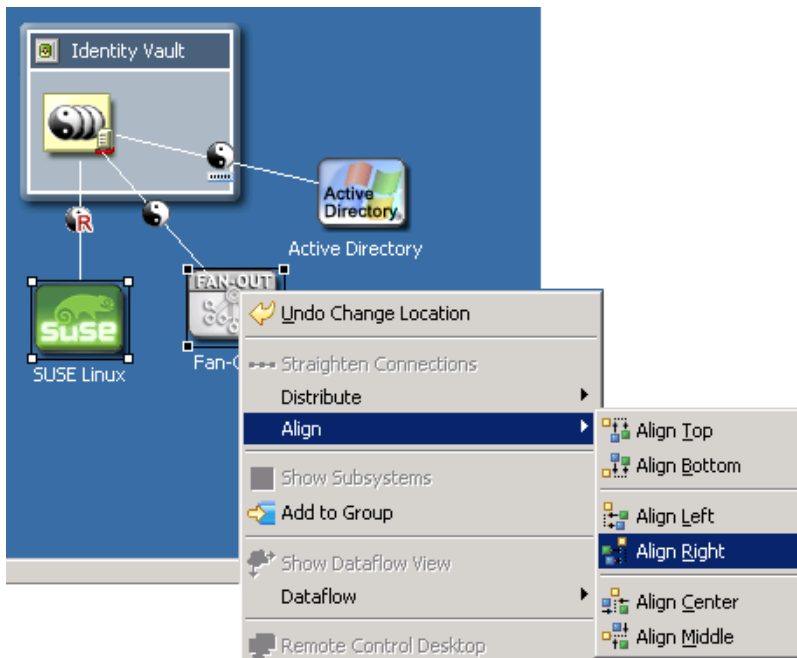 Identity Vault
Active
Directory
Active Directory
R
SUSE
SUSE Linux
FAN-OUT
Fan-
Undo Change Location
Straighten Connections
Distribute
Align
Show Subsystems
Add to Group
Show Dataflow View
Dataflow
Remote Control Desktop
Align Top
Align Bottom
Align Left
Align Right
Align Center
Align Middle